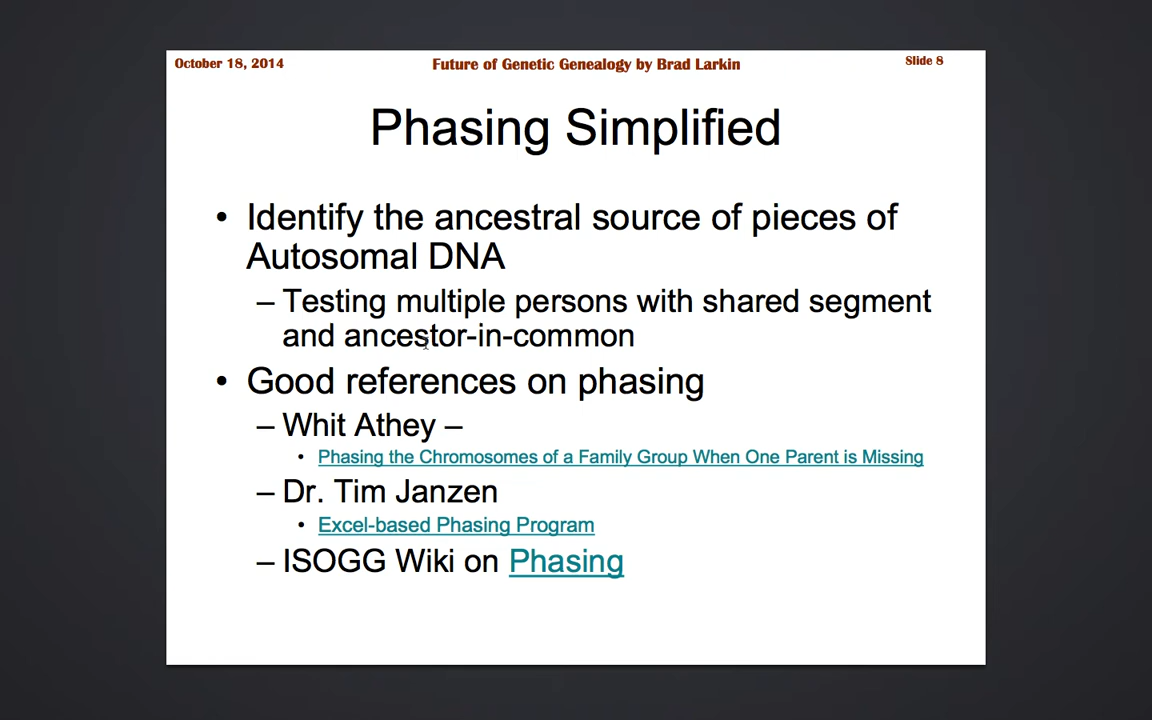 October 18, 2014
Future of Genetic Genealogy by Brad Larkin
Slide 8
Phasing Simplified
• Identify the ancestral source of pieces of
Autosomal DNA
– Testing multiple persons with shared segment
and ancestor-in-common
• Good references on phasing
– Whit Athey –
• Phasing the Chromosomes of a Family Group When One Parent is Missing
– Dr. Tim Janzen
• Excel-based Phasing Program
– ISOGG Wiki on Phasing